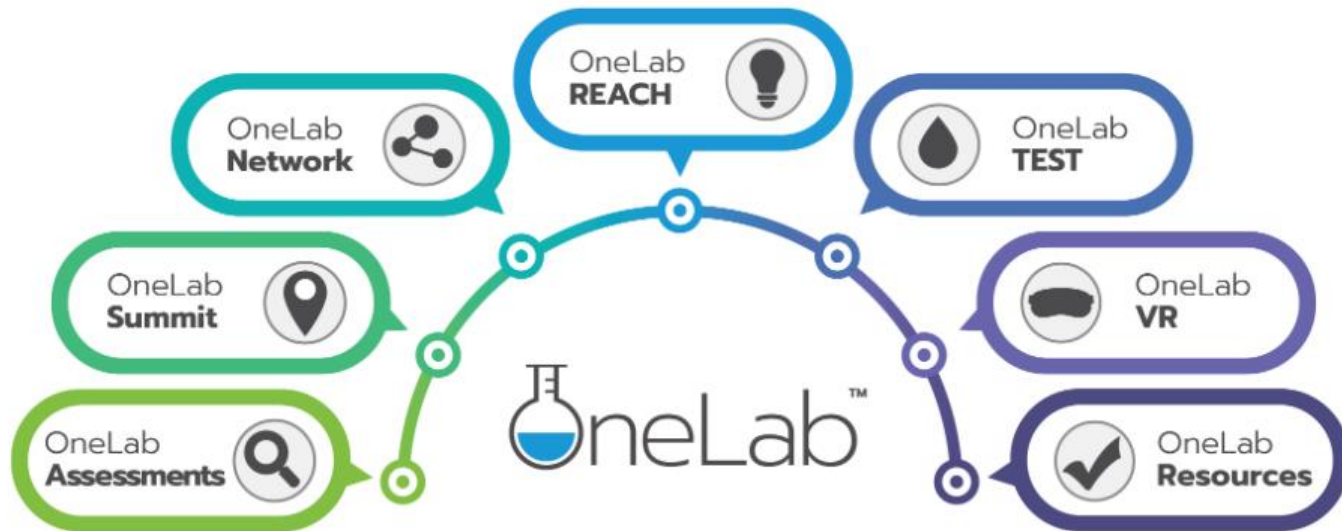 OneLab
REACH
OneLab
Network
OneLab
TEST
OneLab
Summit
OneLab
VR
OneLab
Assessments
OneLab
Resources
OneLab™